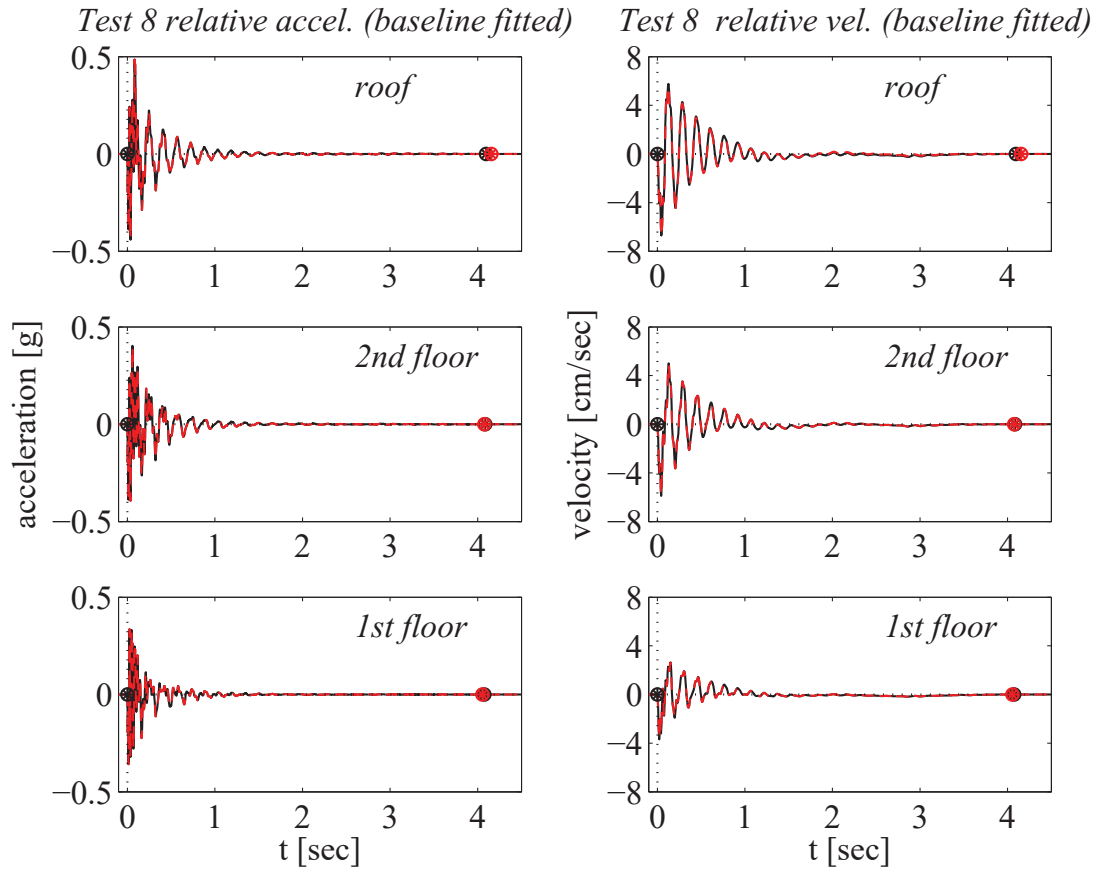 Test 8 relative accel. (baseline fitted)
Test 8  relative vel. (baseline fitted)
0.5
0
−0.5
roof
0 1 2 3 4
8
4
0
−4
−8
roof
0 1 2 3 4
acceleration [g]
0.5
0
−0.5
2nd floor
0 1 2 3 4
velocity [cm/sec]
8
4
0
−4
−8
2nd floor
0 1 2 3 4
0.5
0
−0.5
1st floor
0 1 2 3 4
t [sec]
8
4
0
−4
−8
1st floor
0 1 2 3 4
t [sec]